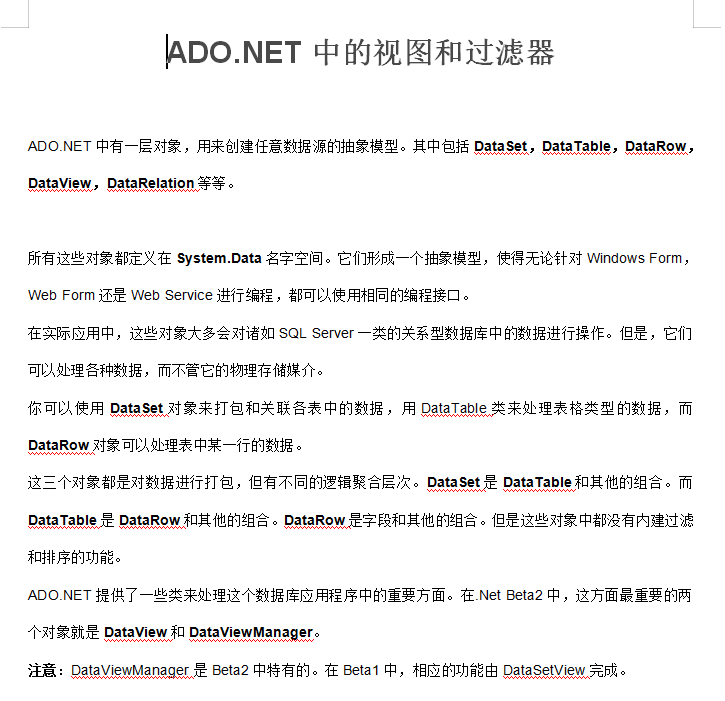 ADO.NET 中的视图和过滤器
ADO.NET 中有一层对象，用来创建任意数据源的抽象模型。其中包括 DataSet，DataTable，DataRow，
DataView，DataRelation 等等。
所有这些对象都定义在 System.Data 名字空间。它们形成一个抽象模型，使得无论针对 Windows Form，
Web Form 还是 Web Service 进行编程，都可以使用相同的编程接口。
在实际应用中，这些对象大多会对诸如 SQL Server 一类的关系型数据库中的数据进行操作。但是，它们
可以处理各种数据，而不管它的物理存储媒介。
你可以使用 DataSet 对象来打包和关联各表中的数据，用 DataTable 类来处理表格类型的数据，而
DataRow 对象可以处理表中某一行的数据。
这三个对象都是对数据进行打包，但有不同的逻辑聚合层次。DataSet 是 DataTable 和其他的组合。而
DataTable 是 DataRow 和其他的组合。DataRow 是字段和其他的组合。但是这些对象中都没有内建过滤
和排序的功能。
ADO.NET 提供了一些类来处理这个数据库应用程序中的重要方面。在.Net Beta2 中，这方面最重要的两
个对象就是 DataView 和 DataViewManager。
注意：DataViewManager 是 Beta2 中特有的。在 Beta1 中，相应的功能由 DataSetView 完成。